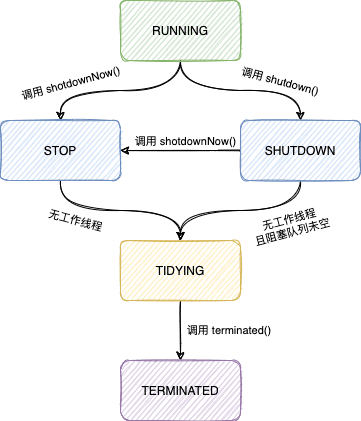 RUNNING
调用 shotdownNow()
调用 shutdown()
STOP
调用 shotdownNow()
SHUTDOWN
无工作线程
无工作线程
且阻塞队列未空
TIDYING
调用 terminated()
TERMINATED